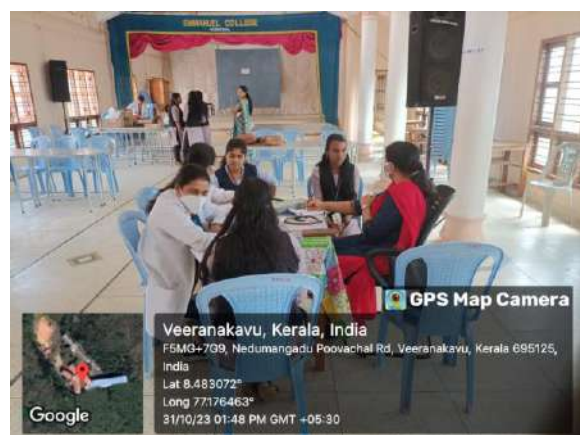 EMMANUEL COLLEGE
GPS Map Camera
Veeranakavu, Kerala, India
F5MG+7G9, Nedumangadu Poovachal Rd, Veeranakavu, Kerala 695125,
India
Lat 8.483072°
Long 77.176463°
31/10/23 01:48 PM GMT +05:30
Google